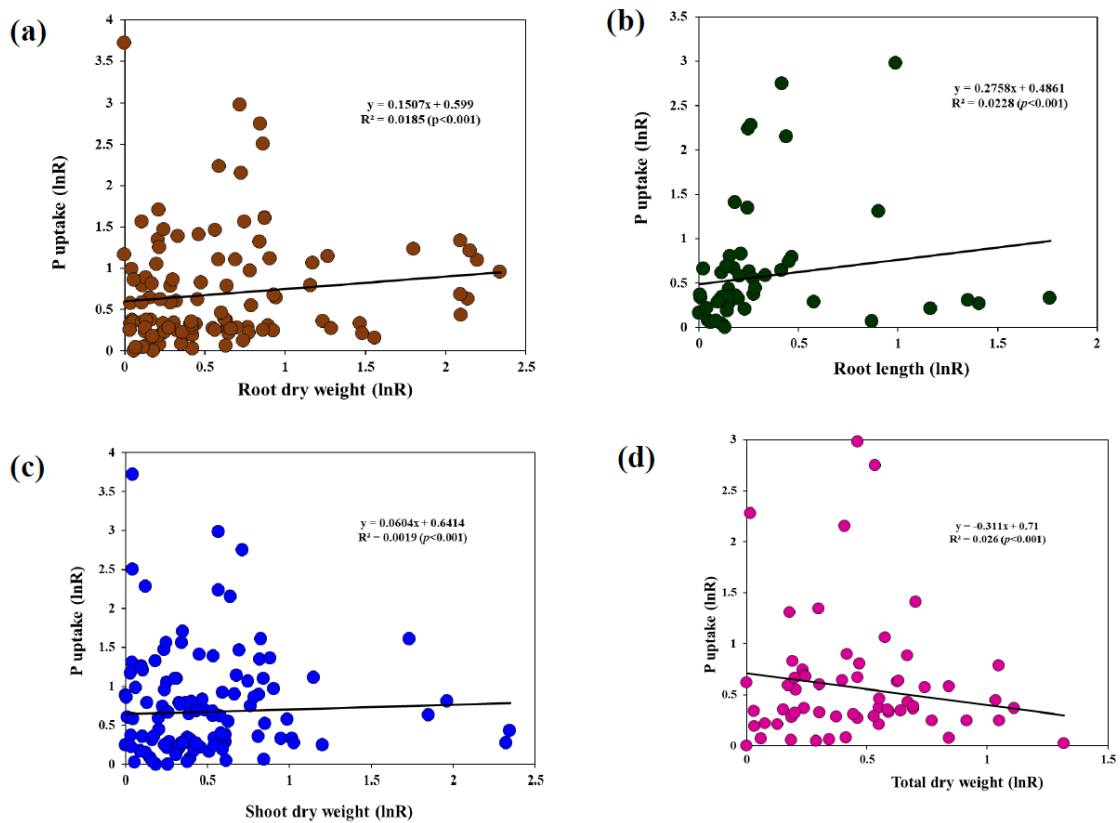 (a)
4
3.5
3
2.5
2
1.5
1
0.5
0
P uptake (lnR)
y = 0.1507x + 0.599
R² = 0.0185 (p<0.001)
0 0.5 1 1.5 2 2.5
Root dry weight (lnR)
(b)
3.5
3
2.5
2
1.5
1
0.5
0
P uptake (lnR)
y = 0.2758x + 0.4861
R² = 0.0228 (p<0.001)
0 0.5 1 1.5 2
Root length (lnR)
(c)
4
3.5
3
2.5
2
1.5
1
0.5
0
P uptake (lnR)
y = 0.0604x + 0.6414
R² = 0.0019 (p<0.001)
0 0.5 1 1.5 2 2.5
Shoot dry weight (lnR)
(d)
3
2.5
2
1.5
1
0.5
0
P uptake (lnR)
y = -0.311x + 0.71
R² = 0.026 (p<0.001)
0 0.5 1 1.5
Total dry weight (lnR)